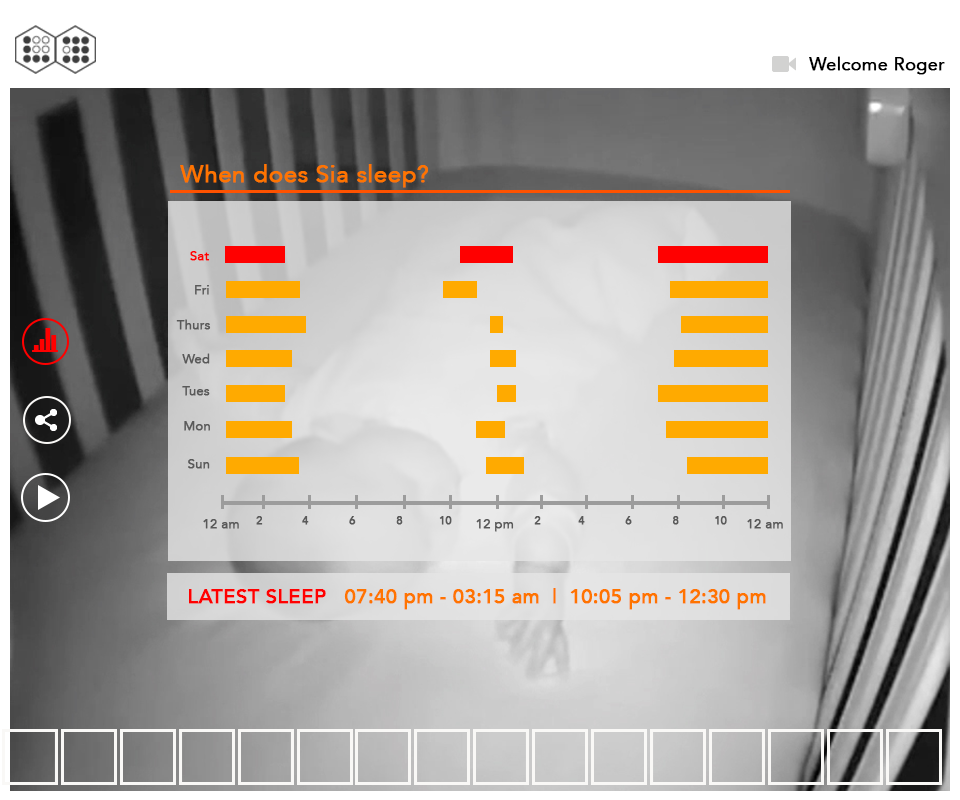 Welcome Roger
When does Sia sleep?
Sat
Fri
Thurs
Wed
Tues
Mon
Sun
12 am 2 4 6 8 10 12 pm 2 4 6 8 10 12 am
LATEST SLEEP 07:40 pm - 03:15 am | 10:05 pm - 12:30 pm